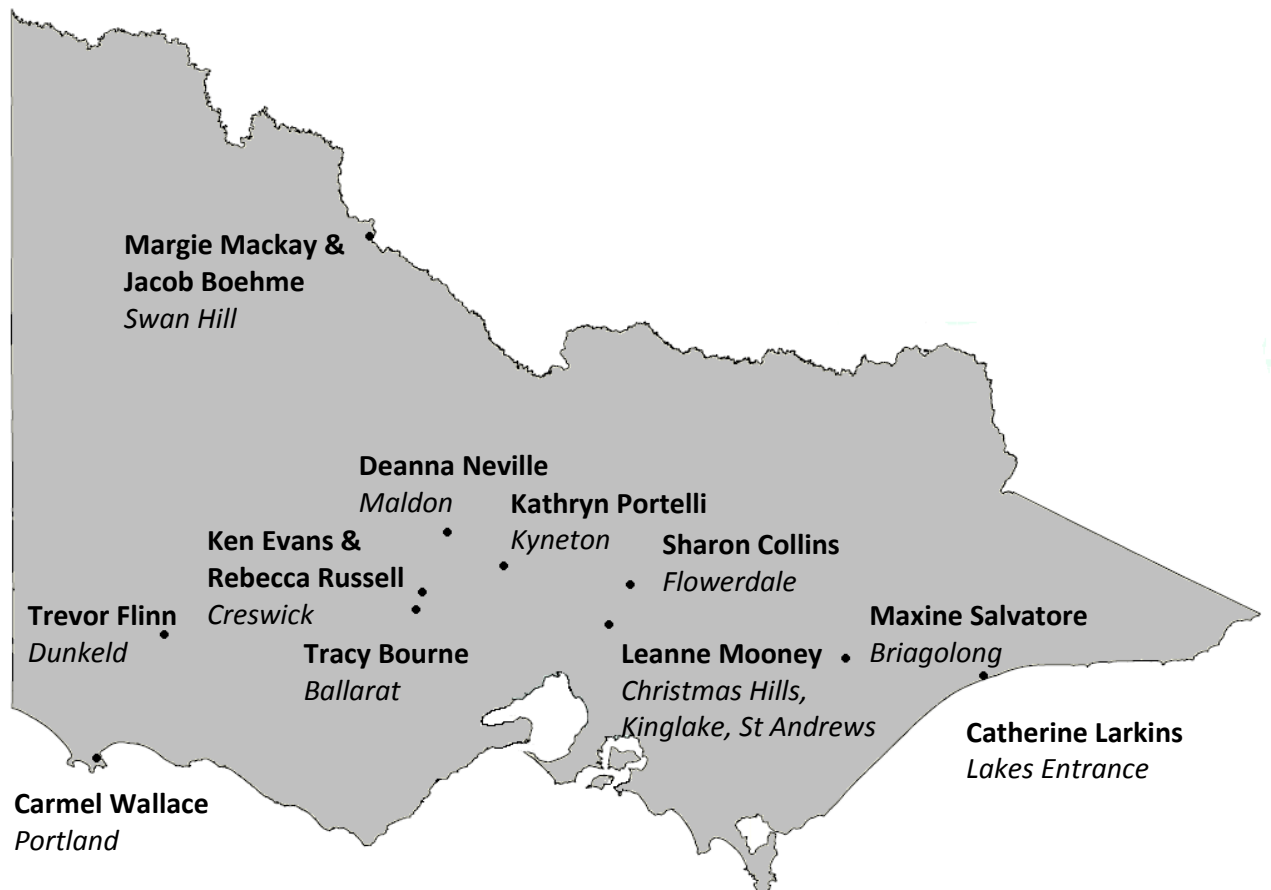 Margie Mackay &
Jacob Boehme
Swan Hill
Deanna Neville
Maldon
Kathryn Portelli
Kyneton
Ken Evans &
Rebecca Russell
Creswick
Sharon Collins
Flowerdale
Trevor Flinn
Dunkeld
Tracy Bourne
Ballarat
Leanne Mooney
Christmas Hills,
Kinglake, St Andrews
Maxine Salvatore
Briagolong
Catherine Larkins
Lakes Entrance
Carmel Wallace
Portland